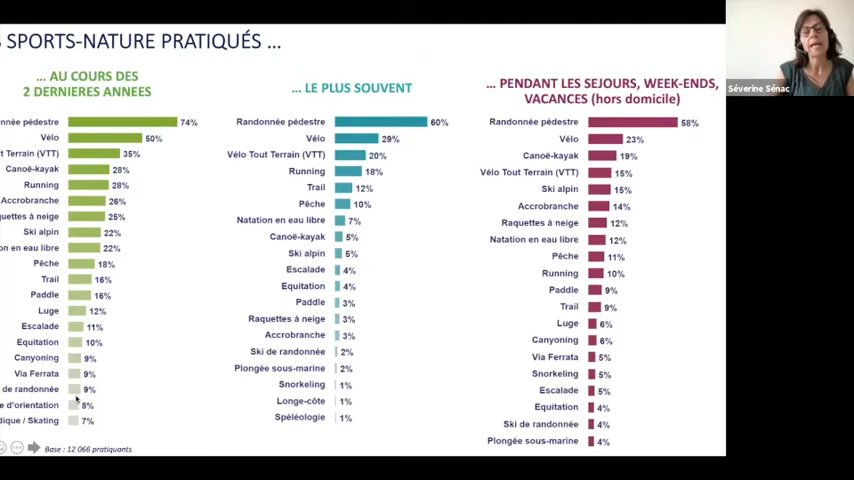 SPORTS-NATURE PRATIQUÉS ...
... AU COURS DES
2 DERNIERES ANNEES
nnée pédestre 74%
Vélo 50%
t Terrain (VTT) 35%
Canoë-kayak 28%
Running 28%
Accrobranche 26%
quettes à neige 25%
Ski alpin 22%
on en eau libre 22%
Pêche 18%
Trail 16%
Paddle 16%
Luge 12%
Escalade 11%
Equitation 10%
Canyoning 9%
Via Ferrata 9%
de randonnée 9%
e d'orientation 8%
dique / Skating 7%
Base : 12 066 pratiquants
... LE PLUS SOUVENT
Randonnée pédestre 60%
Vélo 29%
Vélo Tout Terrain (VTT) 20%
Running 18%
Trail 12%
Pêche 10%
Natation en eau libre 7%
Canoë-kayak 5%
Ski alpin 5%
Escalade 4%
Equitation 4%
Paddle 3%
Raquettes à neige 3%
Accrobranche 3%
Ski de randonnée 2%
Plongée sous-marine 2%
Snorkeling 1%
Longe-côte 1%
Spéléologie 1%
... PENDANT LES SEJOURS, WEEK-ENDS,
VACANCES (hors domicile)
Randonnée pédestre 58%
Vélo 23%
Canoë-kayak 19%
Vélo Tout Terrain (VTT) 15%
Ski alpin 15%
Accrobranche 14%
Raquettes à neige 12%
Natation en eau libre 12%
Pêche 11%
Running 10%
Paddle 9%
Trail 9%
Luge 6%
Canyoning 6%
Via Ferrata 5%
Snorkeling 5%
Escalade 5%
Equitation 4%
Ski de randonnée 4%
Plongée sous-marine 4%
Séverine Sénac